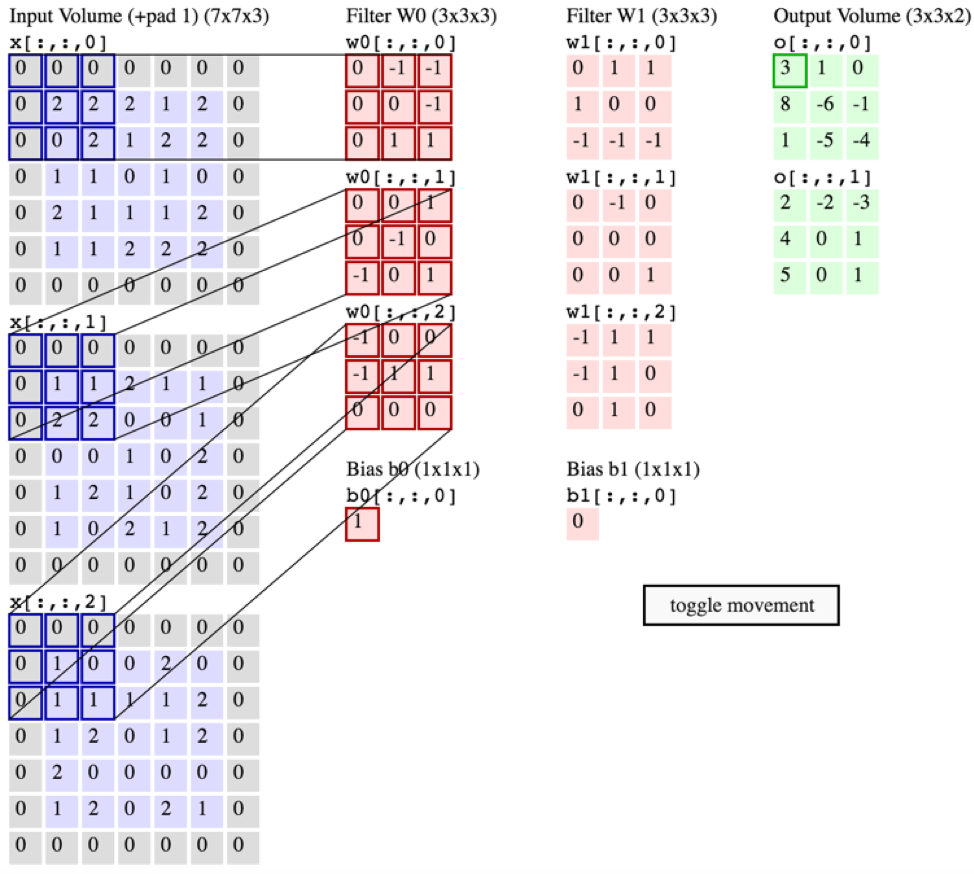 Input Volume (+pad 1) (7x7x3)
x[:,:,0]
0 0 0 0 0 0 0
0 2 2 2 1 2 0
0 0 2 1 2 2 0
0 1 1 0 1 0 0
0 2 1 1 1 2 0
0 1 1 2 2 2 0
0 0 0 0 0 0 0
x[:,:,1]
0 0 0 0 0 0 0
0 1 1 2 1 1 0
0 2 2 0 0 1 0
0 0 0 1 0 2 0
0 1 2 1 0 2 0
0 1 0 2 1 2 0
0 0 0 0 0 0 0
x[:,:,2]
0 0 0 0 0 0 0
0 1 0 0 2 0 0
0 1 1 1 1 2 0
0 1 2 0 1 2 0
0 2 0 0 0 0 0
0 1 2 0 2 1 0
0 0 0 0 0 0 0
Filter W0 (3x3x3)
w0[:,:,0]
0 -1 -1
0 0 -1
0 1 1
w0[:,:,1]
0 0 1
0 -1 0
-1 0 1
w0[:,:,2]
-1 0 0
-1 1 1
0 0 0
Bias b0 (1x1x1)
b0[:,:,0]
1
Filter W1 (3x3x3)
w1[:,:,0]
0 1 1
1 0 0
-1 -1 -1
w1[:,:,1]
0 -1 0
0 0 0
0 0 1
w1[:,:,2]
-1 1 1
-1 1 0
0 1 0
Bias b1 (1x1x1)
b1[:,:,0]
0
Output Volume (3x3x2)
o[:,:,0]
3 1 0
8 -6 -1
1 -5 -4
o[:,:,1]
2 -2 -3
4 0 1
5 0 1
toggle movement